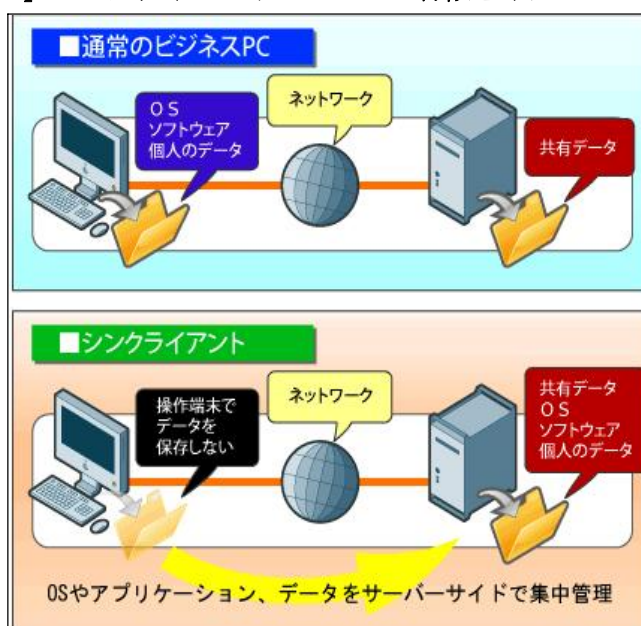 ■通常のビジネスPC
OS
ソフトウェア
個人のデータ
ネットワーク
共有データ
■シンクライアント
操作端末で
データを
保存しない
ネットワーク
共有データ
OS
ソフトウェア
個人のデータ
OSやアプリケーション、データをサーバーサイドで集中管理